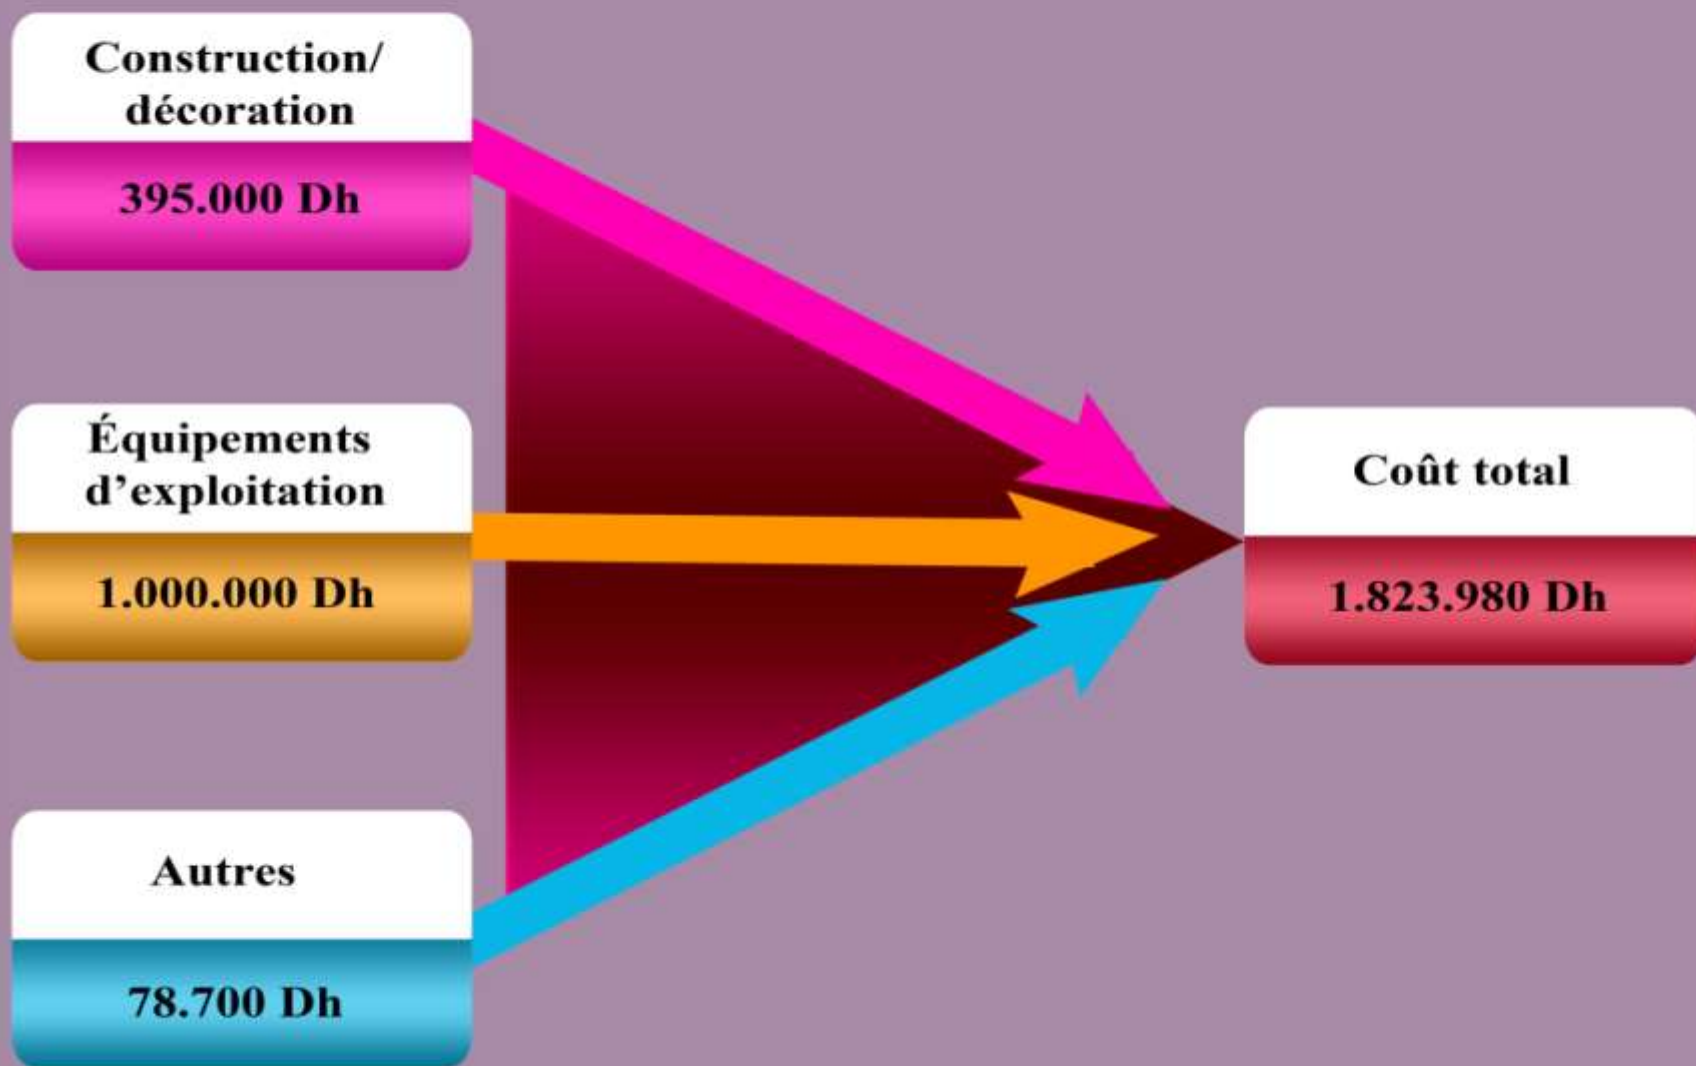 Construction/
décoration
395.000 Dh
Équipements
d’exploitation
1.000.000 Dh
Autres
78.700 Dh
Coût total
1.823.980 Dh